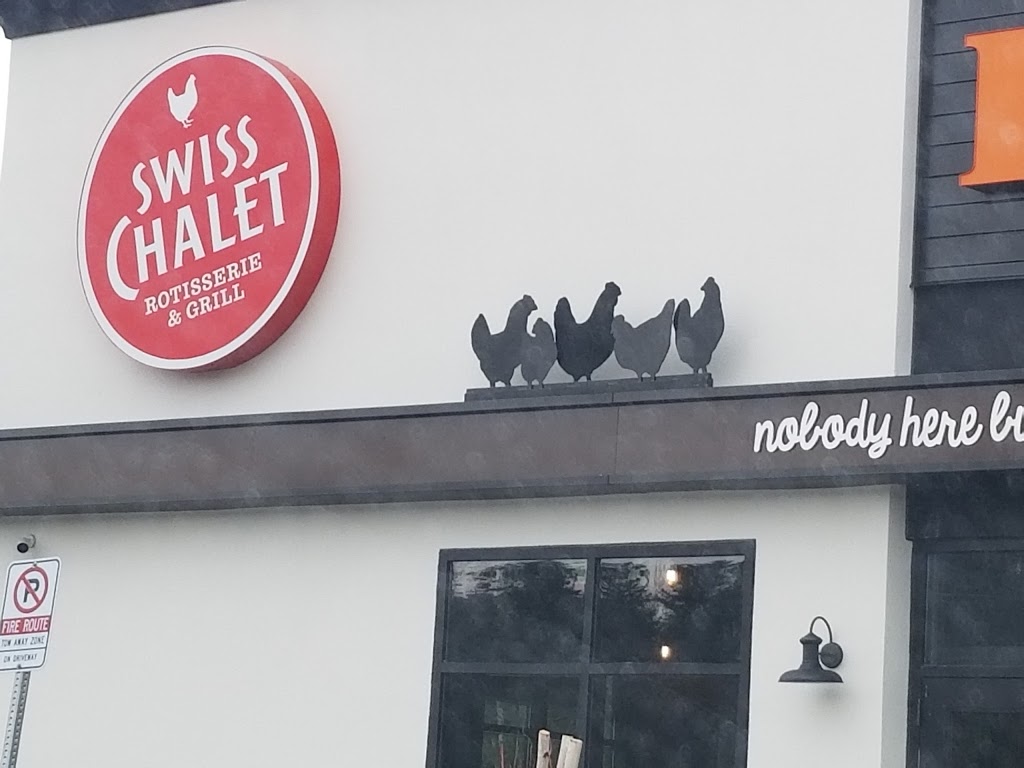 SWISS
CHALET
ROTISSERIE
& GRILL
nobody here
P
FIRE ROUTE
TOW AWAY ZONE
ON DRIVEWAY